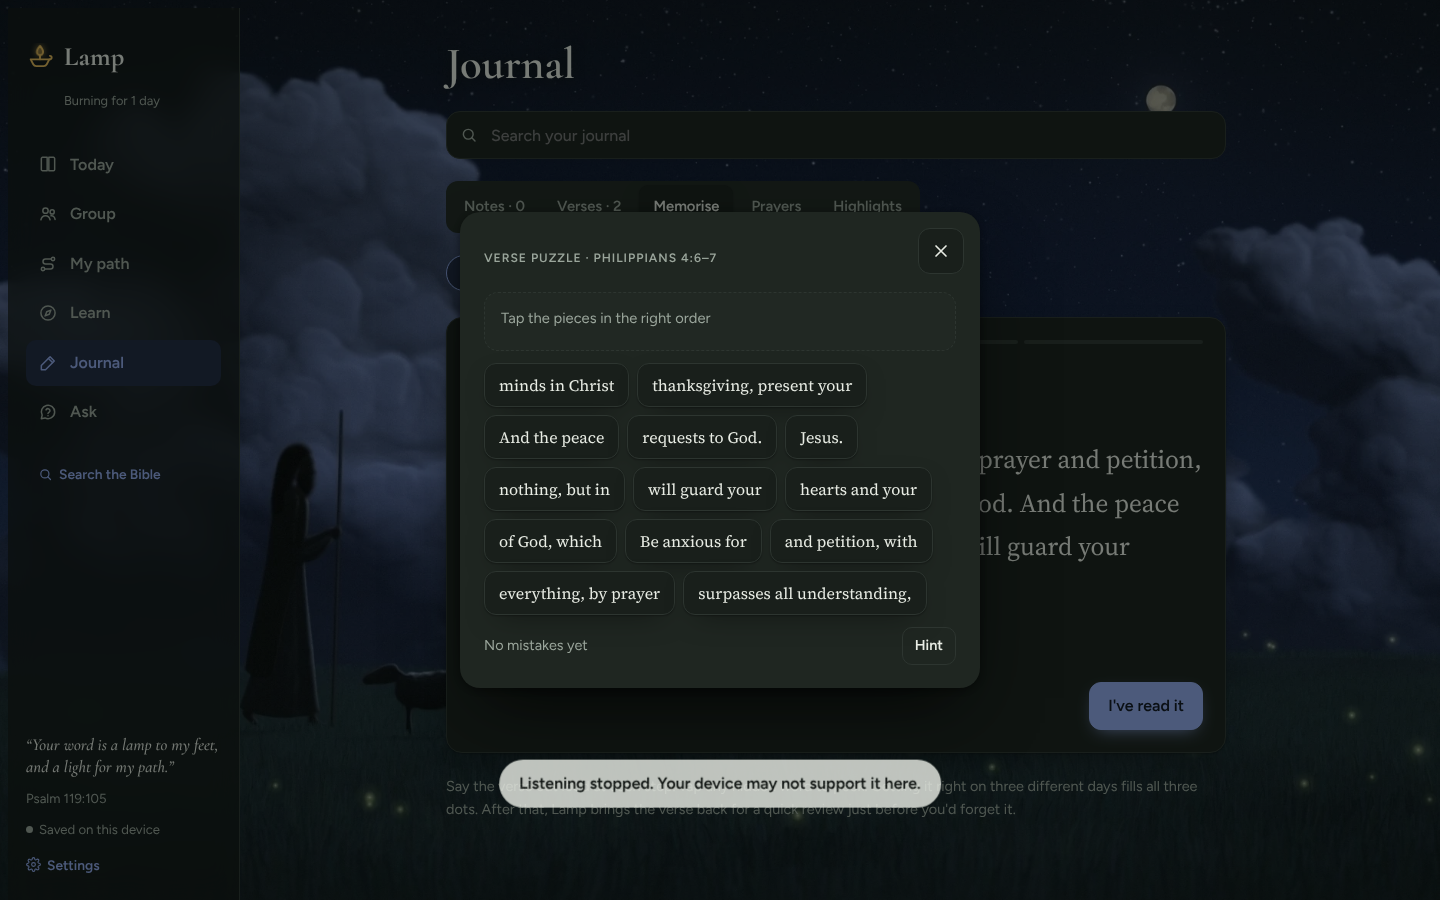 Lamp
Burning for 1 day
Today
Group
My path
Learn
Journal
Ask
Search the Bible
“Your word is a lamp to my feet,
and a light for my path.”
Psalm 119:105
Saved on this device
Settings
Journal
Search your journal
Notes · 0 Verses · 2 Memorise Prayers Highlights
VERSE PUZZLE · PHILIPPIANS 4:6–7
Tap the pieces in the right order
minds in Christ thanksgiving, present your
And the peace requests to God. Jesus.
nothing, but in will guard your hearts and your
of God, which Be anxious for and petition, with
everything, by prayer surpasses all understanding,
No mistakes yet Hint
prayer and petition,
od. And the peace
ill guard your
I've read it
Listening stopped. Your device may not support it here.
Say the right on three different days fills all three
dots. After that, Lamp brings the verse back for a quick review just before you'd forget it.